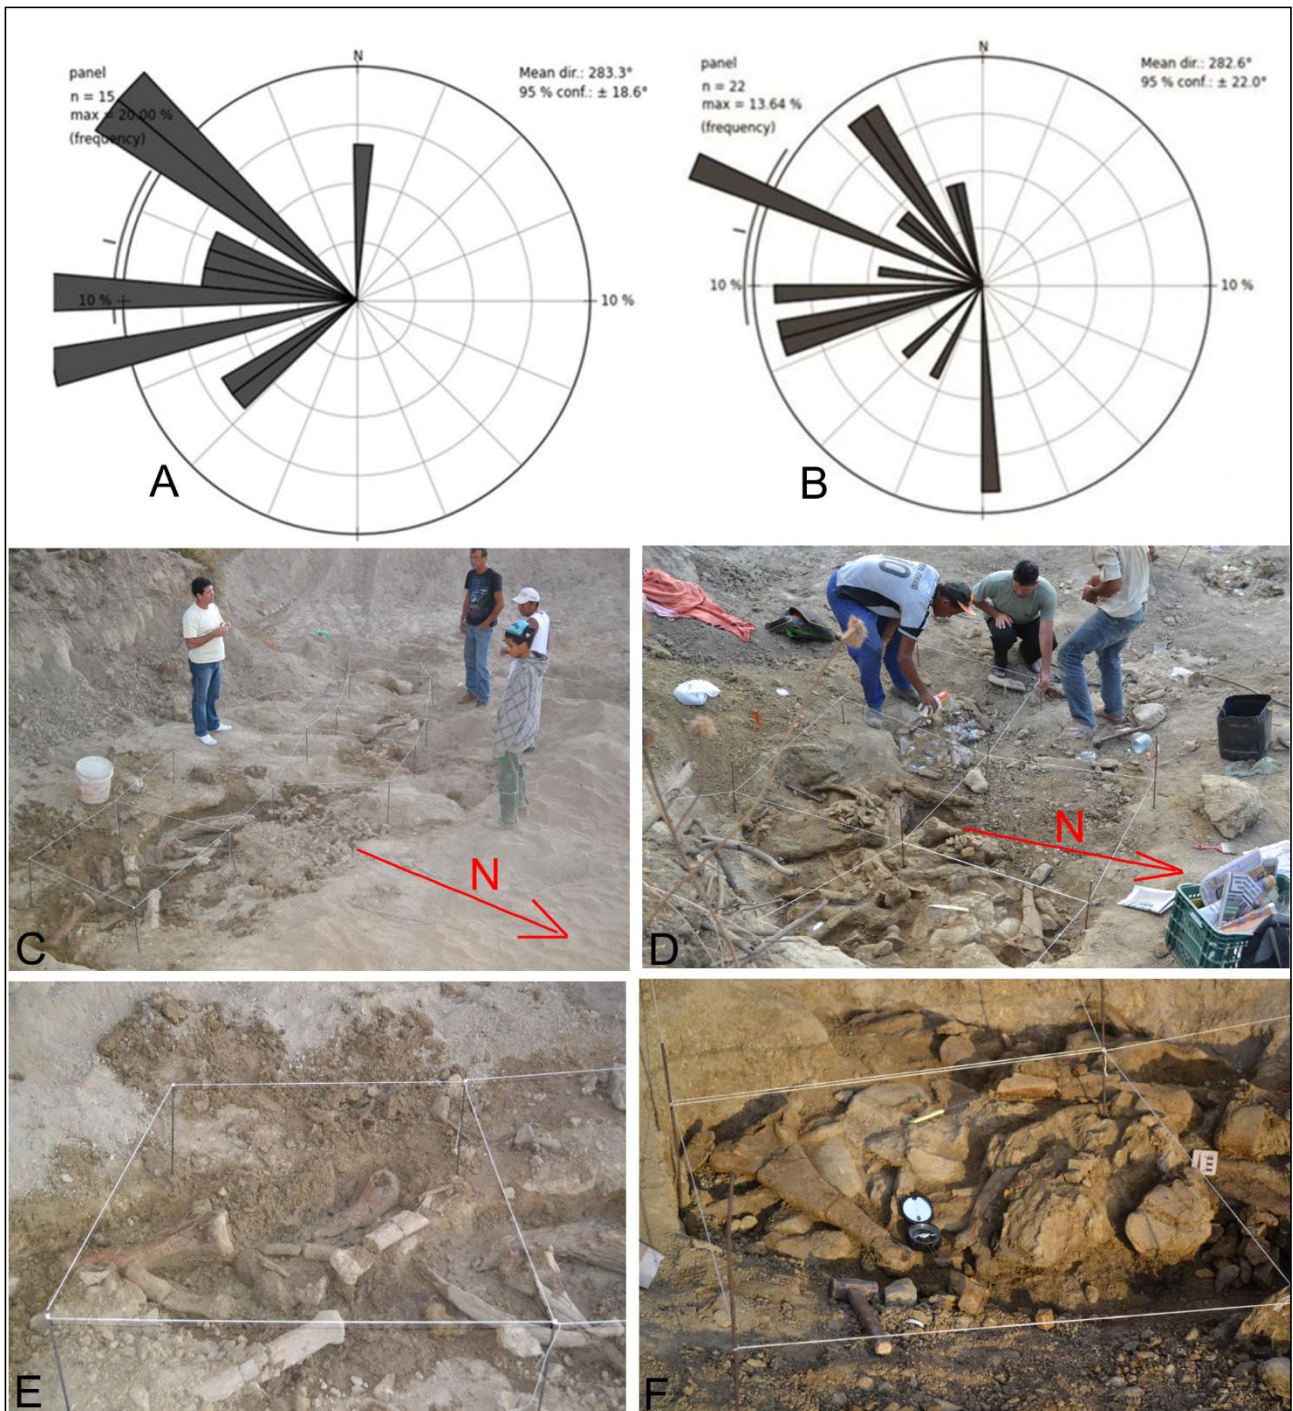 N
panel
n = 15
max = 20.00 %
(frequency)
Mean dir.: 283.3°
95 % conf.: ± 18.6°
10 %
10 %
A
N
panel
n = 22
max = 13.64 %
(frequency)
Mean dir.: 282.6°
95 % conf.: ± 22.0°
10 %
10 %
B
N
C
0
N
D
E
F